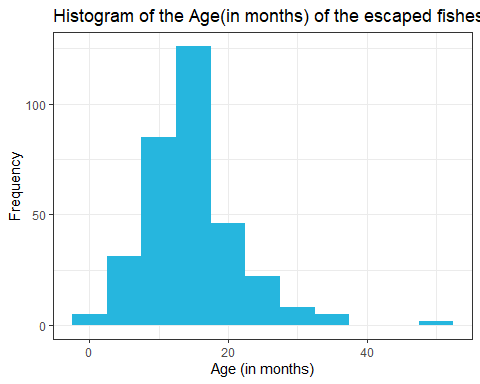 Histogram of the Age(in months) of the escaped fishes
Frequency
100
50
0
0 20 40
Age (in months)